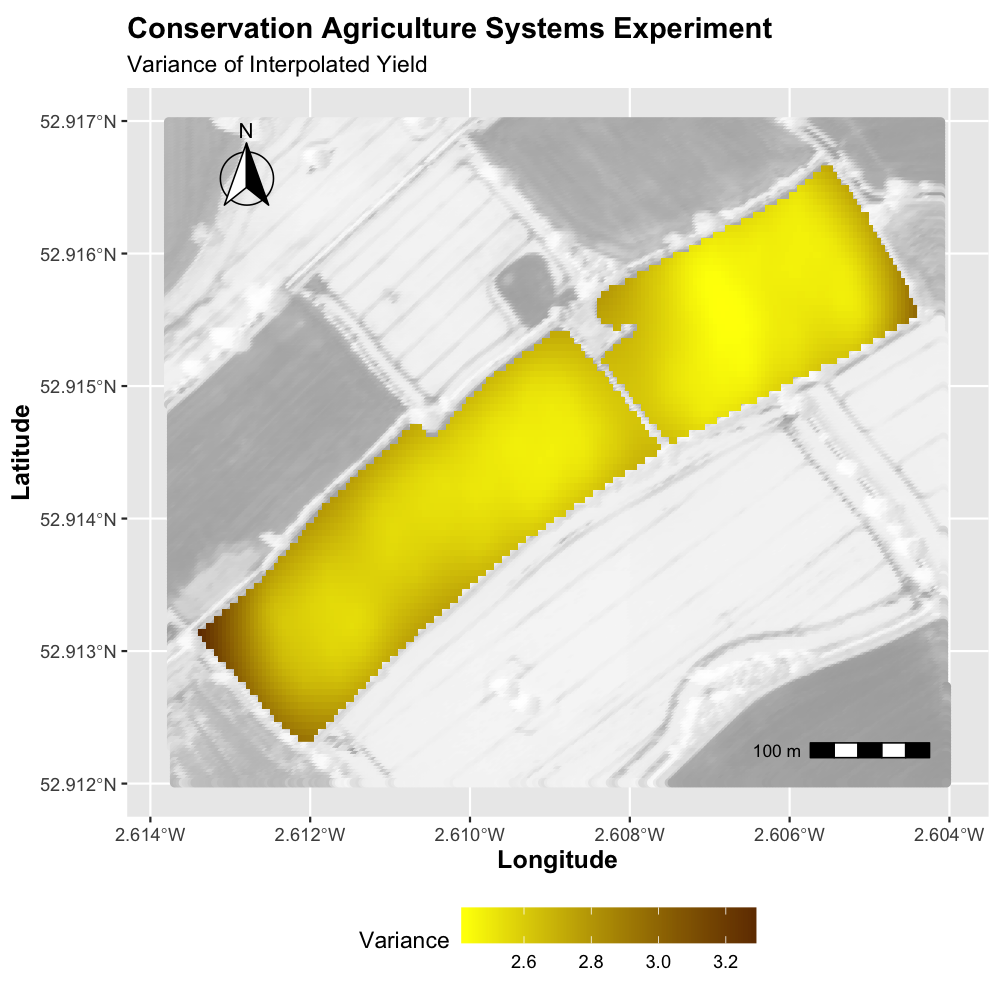 Conservation Agriculture Systems Experiment
Variance of Interpolated Yield
52.917°N
52.916°N
52.915°N
52.914°N
52.913°N
52.912°N
Latitude
N
100 m
2.614°W 2.612°W 2.610°W 2.608°W 2.606°W 2.604°W
Longitude
Variance
2.6 2.8 3.0 3.2